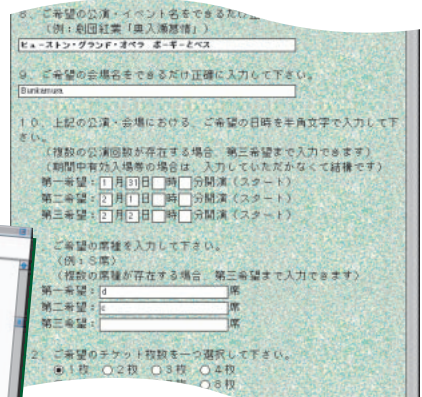 ８．ご希望の公演・イベント名をできるだけ正
（例：劇団紅葉「奥入瀬慕情」）
ヒューストン・グランド・オペラ ポーギーとベス
９．ご希望の会場名をできるだけ正確に入力して下さい。
Bunkamura
１０．上記の公演・会場における、ご希望の日時を半角文字で入力して下
さい。
（複数の公演回数が存在する場合、第三希望まで入力できます）
（期間中有効入場券の場合は、入力していただかなくて結構です）
第一希望：1月31日 時 分開演（スタート）
第二希望：2月1日 時 分開演（スタート）
第三希望：2月2日 時 分開演（スタート）
ご希望の席種を入力して下さい。
（例：Ｓ席）
（複数の席種が存在する場合、第三希望まで入力できます）
第一希望：d 席
第二希望：c 席
第三希望： 席
２．ご希望のチケット枚数を一つ選択して下さい。
１枚 ２枚 ３枚 ４枚
８枚